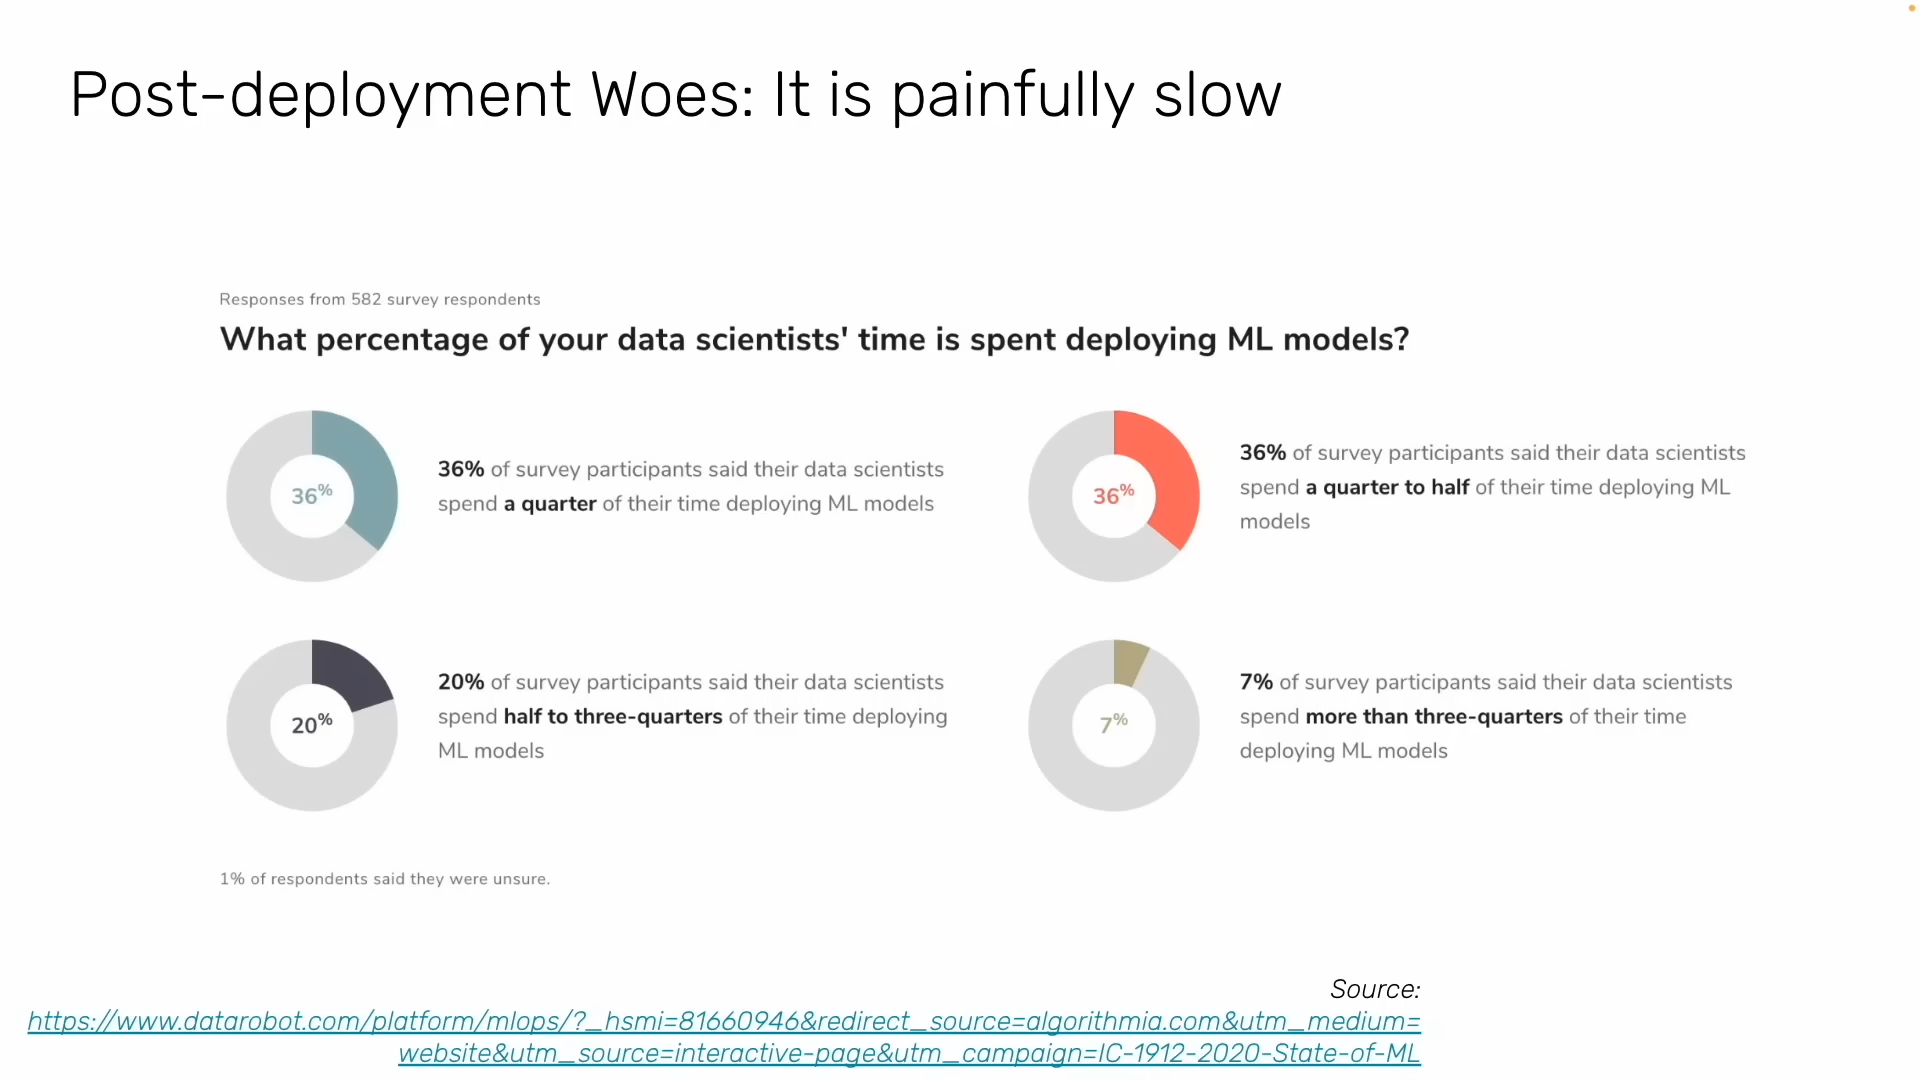 Post-deployment Woes: It is painfully slow
Responses from 582 survey respondents
What percentage of your data scientists' time is spent deploying ML models?
36%
36% of survey participants said their data scientists
spend a quarter of their time deploying ML models
36%
36% of survey participants said their data scientists
spend a quarter to half of their time deploying ML
models
20%
20% of survey participants said their data scientists
spend half to three-quarters of their time deploying
ML models
7%
7% of survey participants said their data scientists
spend more than three-quarters of their time
deploying ML models
1% of respondents said they were unsure.
Source:
https://www.datarobot.com/platform/mlops/?_hsmi=81660946&redirect_source=algorithmia.com&utm_medium=
website&utm_source=interactive-page&utm_campaign=IC-1912-2020-State-of-ML